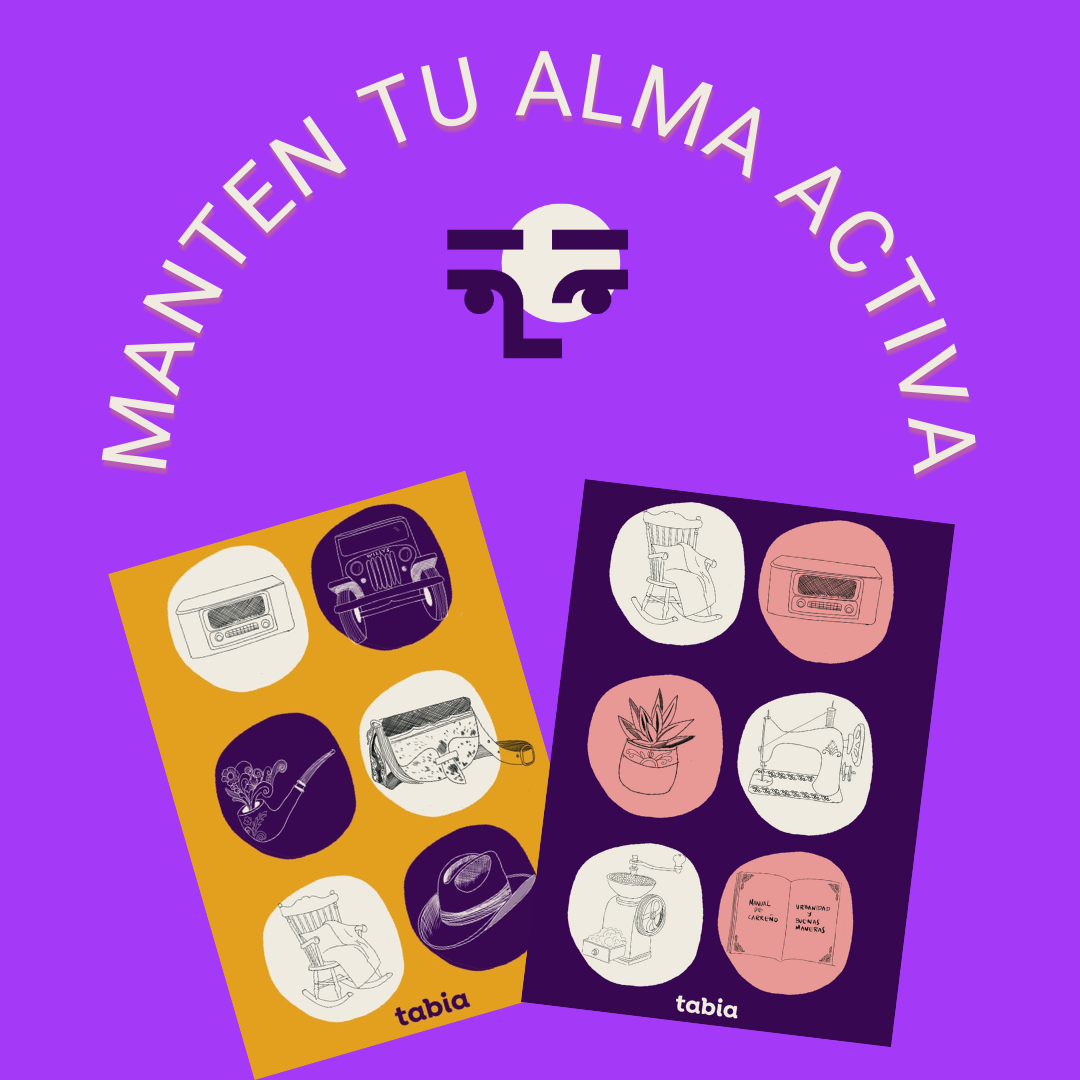 MANTEN TU ALMA ACTIVA
WILLYS
MANUAL
DE
CARREÑO
URBANIDAD
Y
BUENAS
MANERAS
tabia
tabia